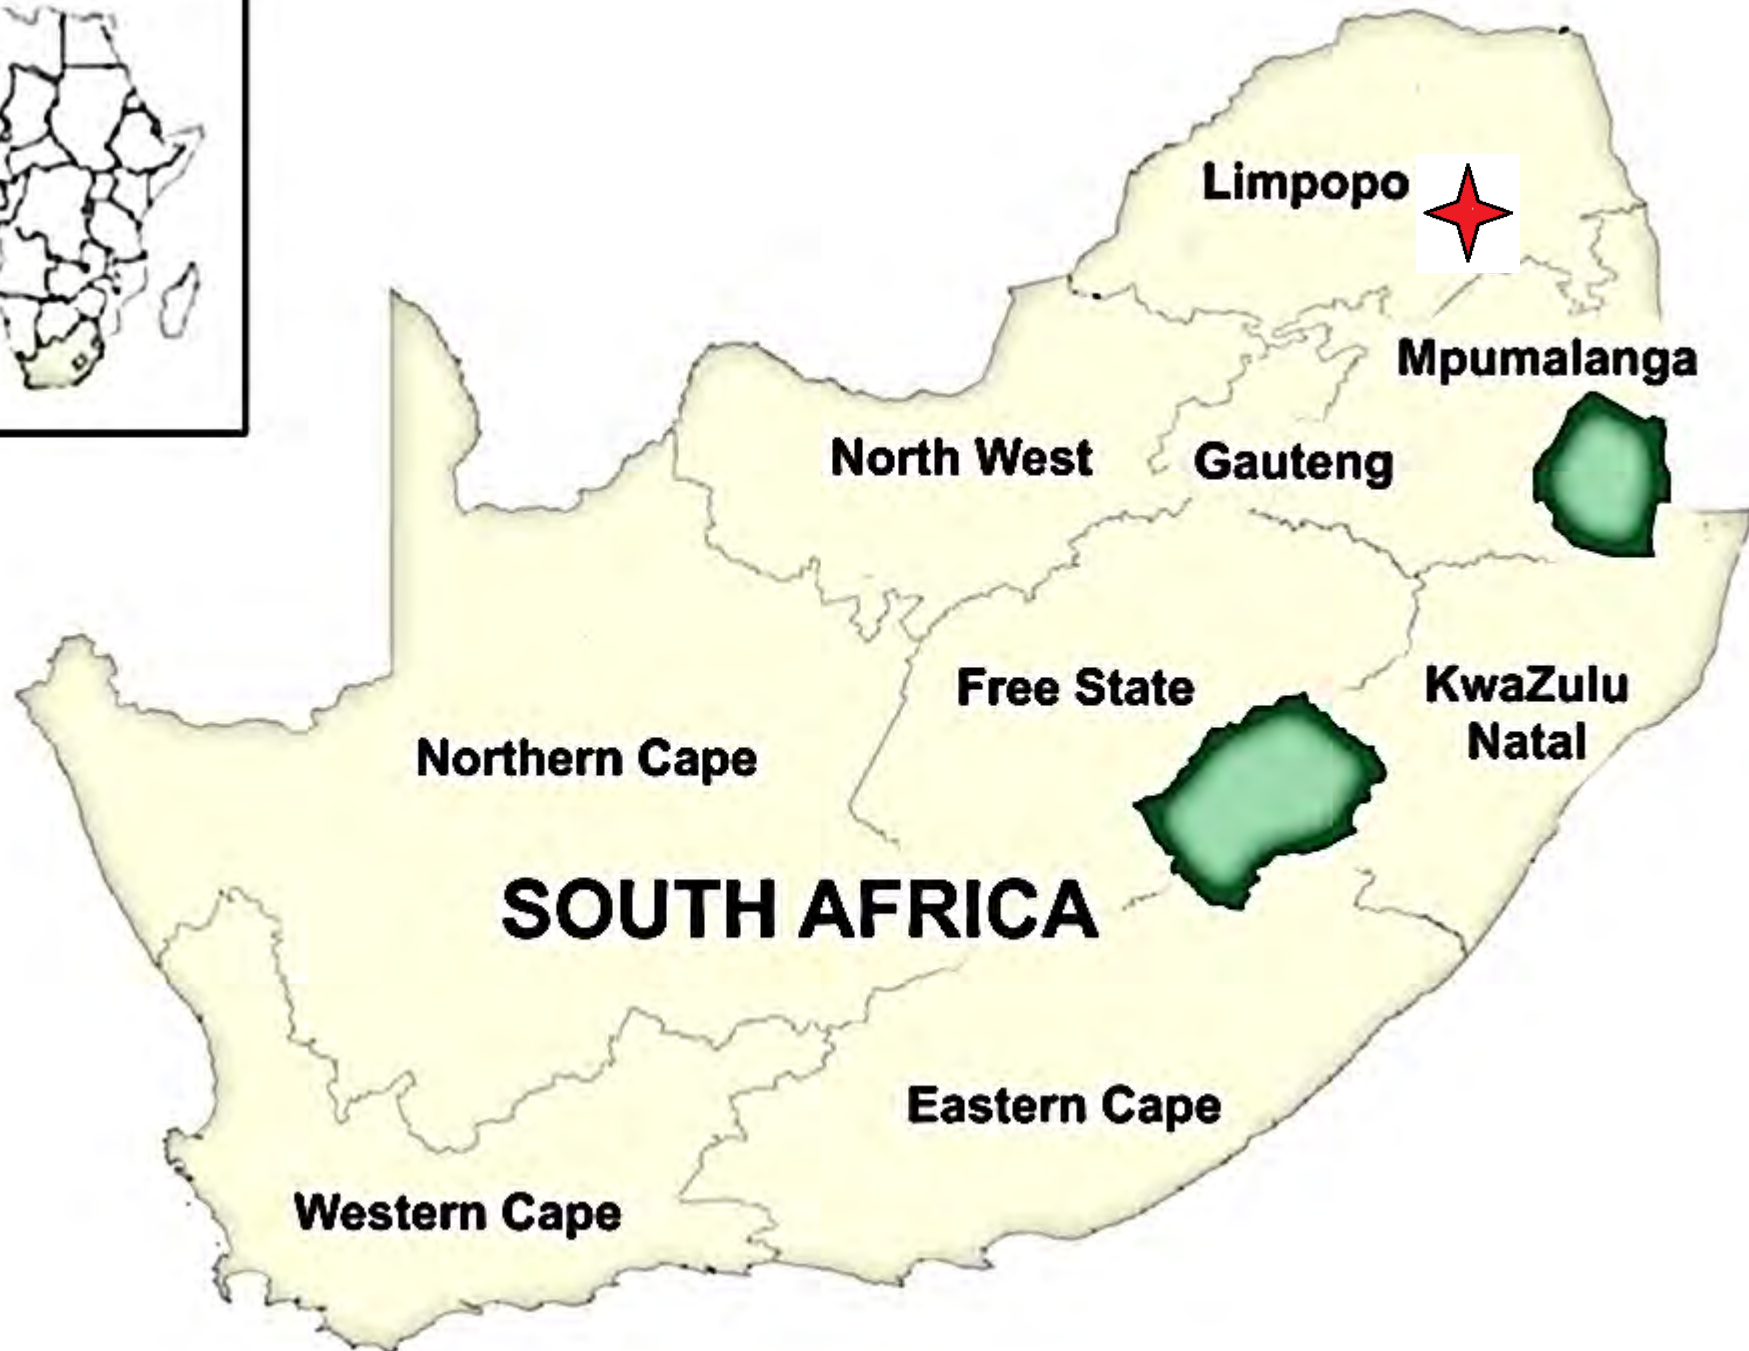 Limpopo
Mpumalanga
North West
Gauteng
Free State
KwaZulu
Natal
Northern Cape
SOUTH AFRICA
Eastern Cape
Western Cape